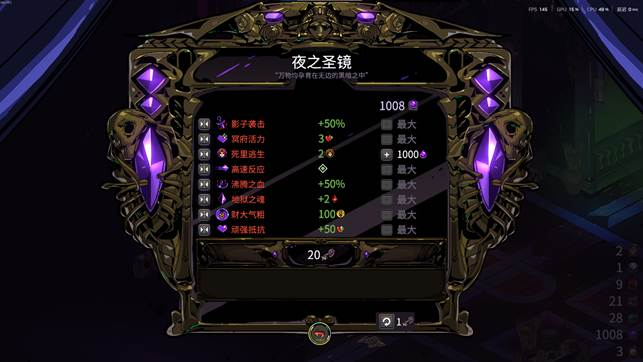 FPS 145 GPU 15 % CPU 49 % 延迟 0 ms
夜之圣镜
“万物均孕育在无边的黑暗之中”
1008
影子袭击 +50% 最大
冥府活力 3 最大
死里逃生 2 + 1000
高速反应 最大
沸腾之血 +50% 最大
地狱之魂 +2 最大
财大气粗 100 最大
顽强抵抗 +50 最大
20
1
2
1
9
21
28
1008
3